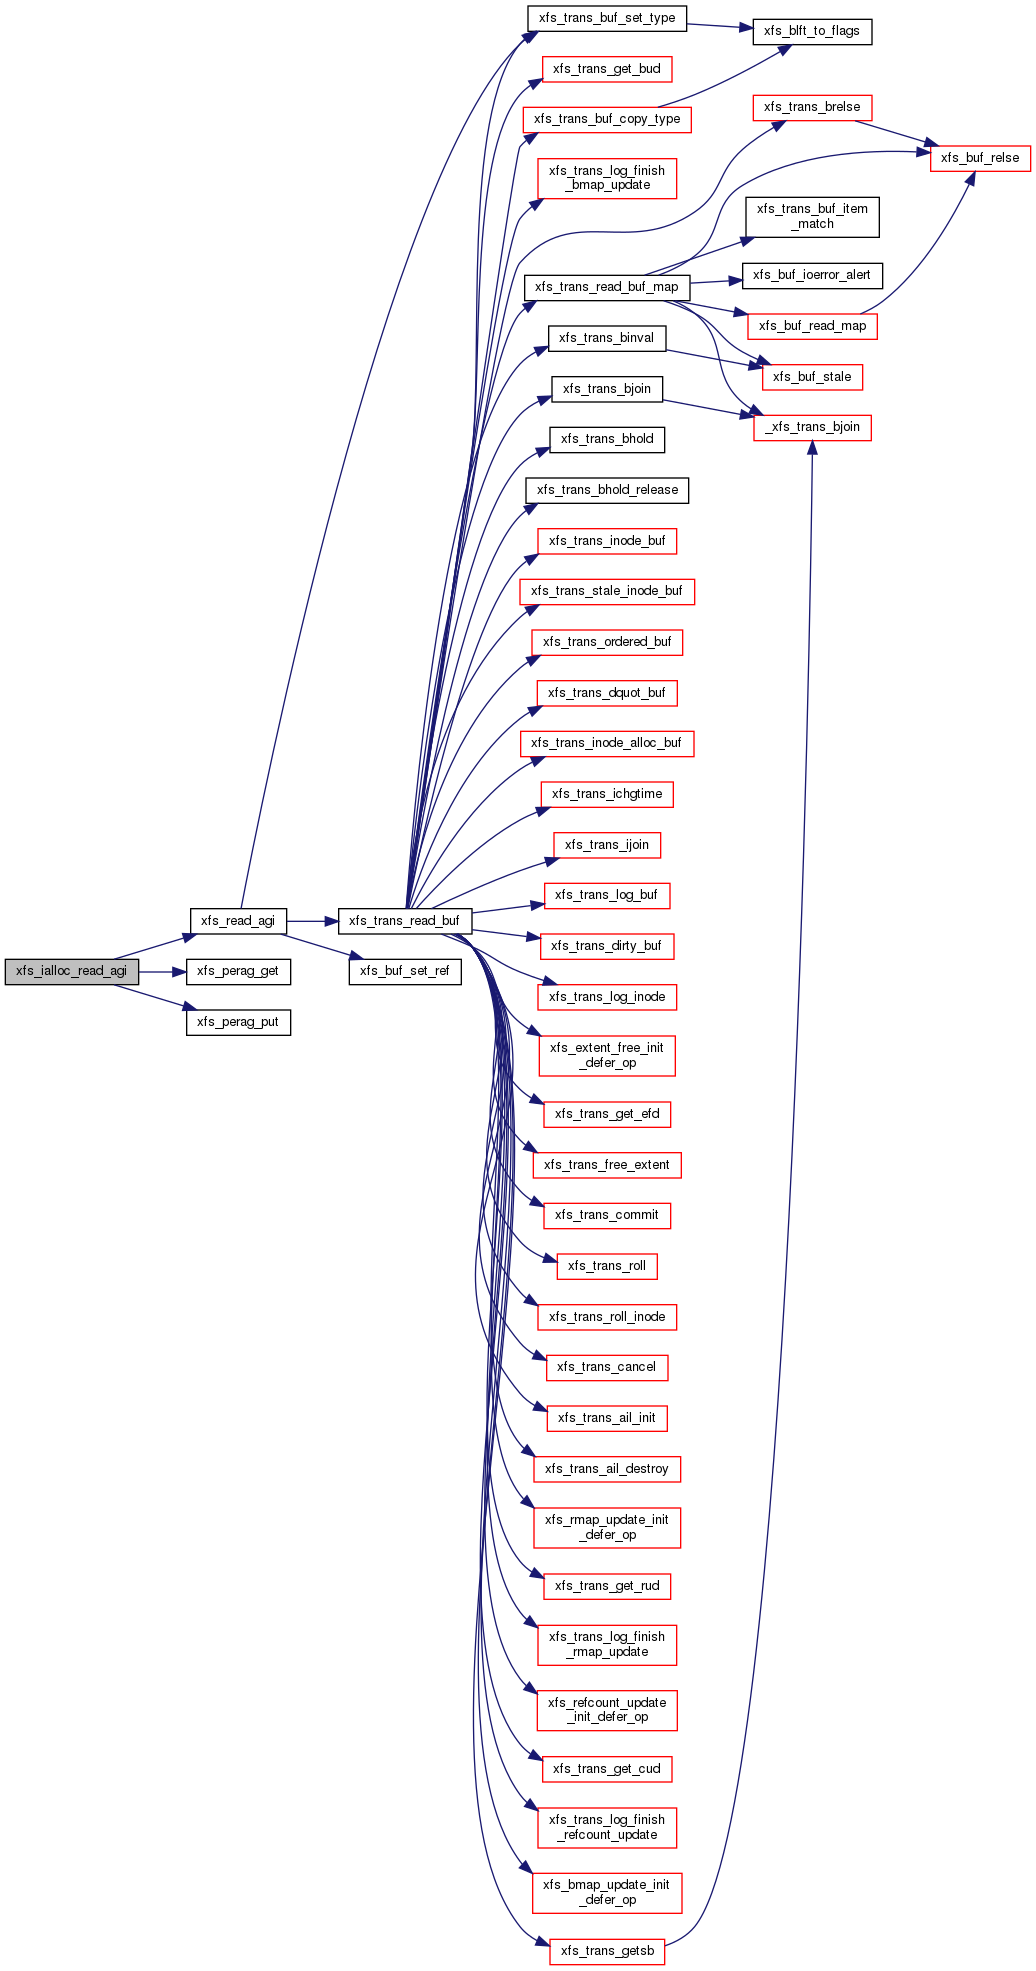 xfs_trans_buf_set_type
xfs_blft_to_flags
xfs_trans_get_bud
xfs_trans_brelse
xfs_trans_buf_copy_type
xfs_buf_relse
xfs_trans_log_finish
_bmap_update
xfs_trans_buf_item
_match
xfs_buf_ioerror_alert
xfs_trans_read_buf_map
xfs_buf_read_map
xfs_trans_binval
xfs_buf_stale
xfs_trans_bjoin
_xfs_trans_bjoin
xfs_trans_bhold
xfs_trans_bhold_release
xfs_trans_inode_buf
xfs_trans_stale_inode_buf
xfs_trans_ordered_buf
xfs_trans_dquot_buf
xfs_trans_inode_alloc_buf
xfs_trans_ichgtime
xfs_trans_ijoin
xfs_trans_log_buf
xfs_read_agi
xfs_trans_read_buf
xfs_trans_dirty_buf
xfs_ialloc_read_agi
xfs_perag_get
xfs_buf_set_ref
xfs_trans_log_inode
xfs_perag_put
xfs_extent_free_init
_defer_op
xfs_trans_get_efd
xfs_trans_free_extent
xfs_trans_commit
xfs_trans_roll
xfs_trans_roll_inode
xfs_trans_cancel
xfs_trans_ail_init
xfs_trans_ail_destroy
xfs_rmap_update_init
_defer_op
xfs_trans_get_rud
xfs_trans_log_finish
_rmap_update
xfs_refcount_update
_init_defer_op
xfs_trans_get_cud
xfs_trans_log_finish
_refcount_update
xfs_bmap_update_init
_defer_op
xfs_trans_getsb